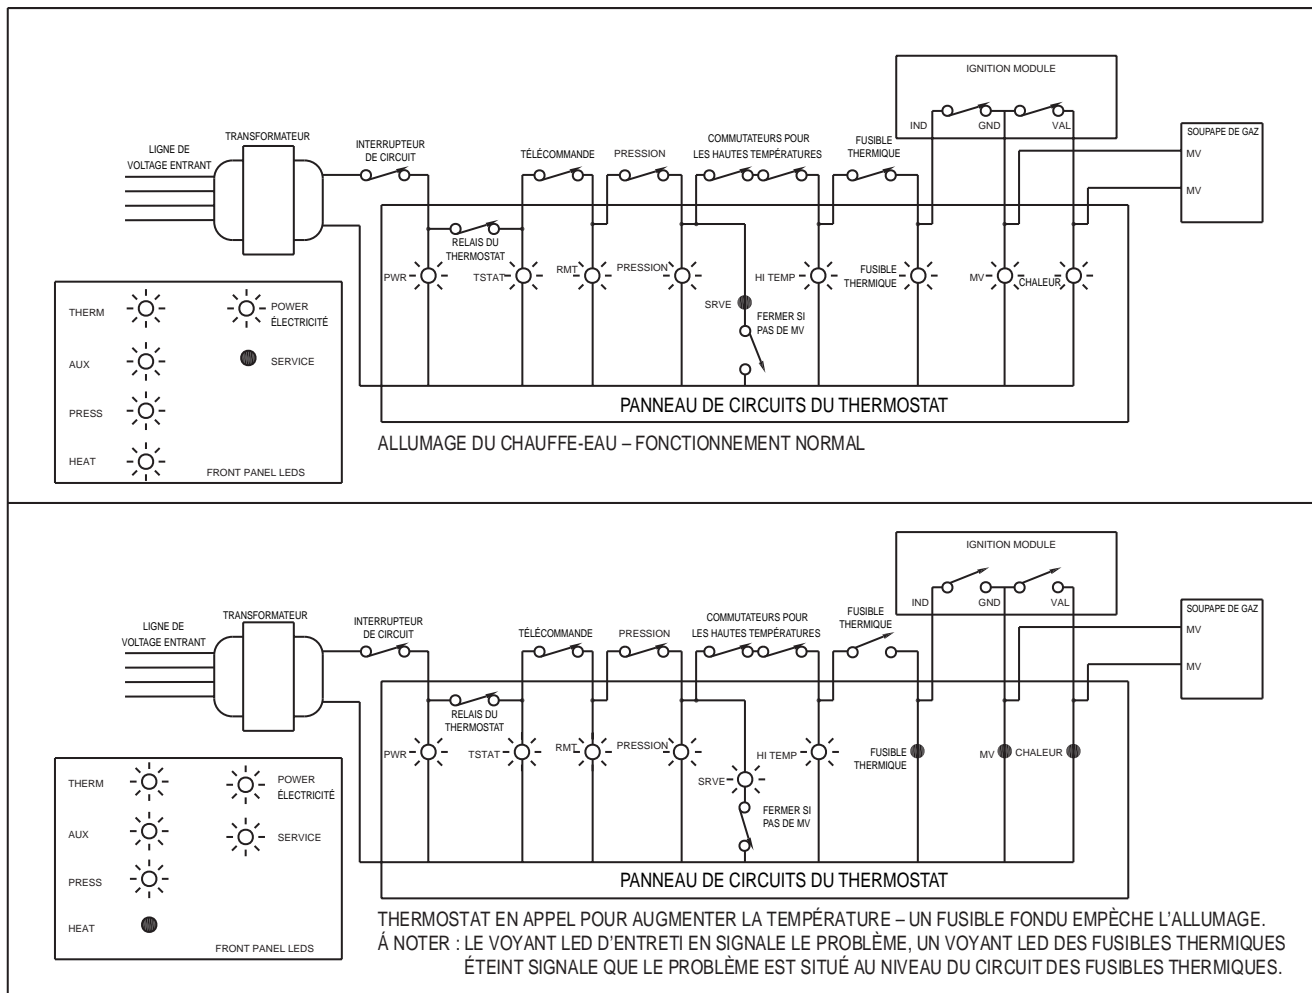 IGNITION MODULE
IND
GND
VAL
SOUPAPE DE GAZ
MV
MV
TRANSFORMATEUR
LIGNE DE
VOLTAGE ENTRANT
INTERRUPTEUR
DE CIRCUIT
TÉLÉCOMMANDE
PRESSION
COMMUTATEURS POUR
LES HAUTES TEMPÉRATURES
FUSIBLE
THERMIQUE
RELAIS DU
THERMOSTAT
PWR
TSTAT
RMT
PRESSION
HI TEMP
FUSIBLE
THERMIQUE
MV
CHALEUR
SRVE
FERMER SI
PAS DE MV
THERM
POWER
ÉLECTRICITÉ
AUX
SERVICE
PRESS
HEAT
FRONT PANEL LEDS
PANNEAU DE CIRCUITS DU THERMOSTAT
ALLUMAGE DU CHAUFFE-EAU – FONCTIONNEMENT NORMAL
IGNITION MODULE
IND
GND
VAL
SOUPAPE DE GAZ
MV
MV
TRANSFORMATEUR
LIGNE DE
VOLTAGE ENTRANT
INTERRUPTEUR
DE CIRCUIT
TÉLÉCOMMANDE
PRESSION
COMMUTATEURS POUR
LES HAUTES TEMPÉRATURES
FUSIBLE
THERMIQUE
RELAIS DU
THERMOSTAT
PWR
TSTAT
RMT
PRESSION
HI TEMP
FUSIBLE
THERMIQUE
MV
CHALEUR
SRVE
FERMER SI
PAS DE MV
THERM
POWER
ÉLECTRICITÉ
AUX
SERVICE
PRESS
HEAT
FRONT PANEL LEDS
PANNEAU DE CIRCUITS DU THERMOSTAT
THERMOSTAT EN APPEL POUR AUGMENTER LA TEMPÉRATURE – UN FUSIBLE FONDU EMPÈCHE L'ALLUMAGE.
Á NOTER : LE VOYANT LED D'ENTRETI EN SIGNALE LE PROBLÈME, UN VOYANT LED DES FUSIBLES THERMIQUES
ÉTEINT SIGNALE QUE LE PROBLÈME EST SITUÉ AU NIVEAU DU CIRCUIT DES FUSIBLES THERMIQUES.